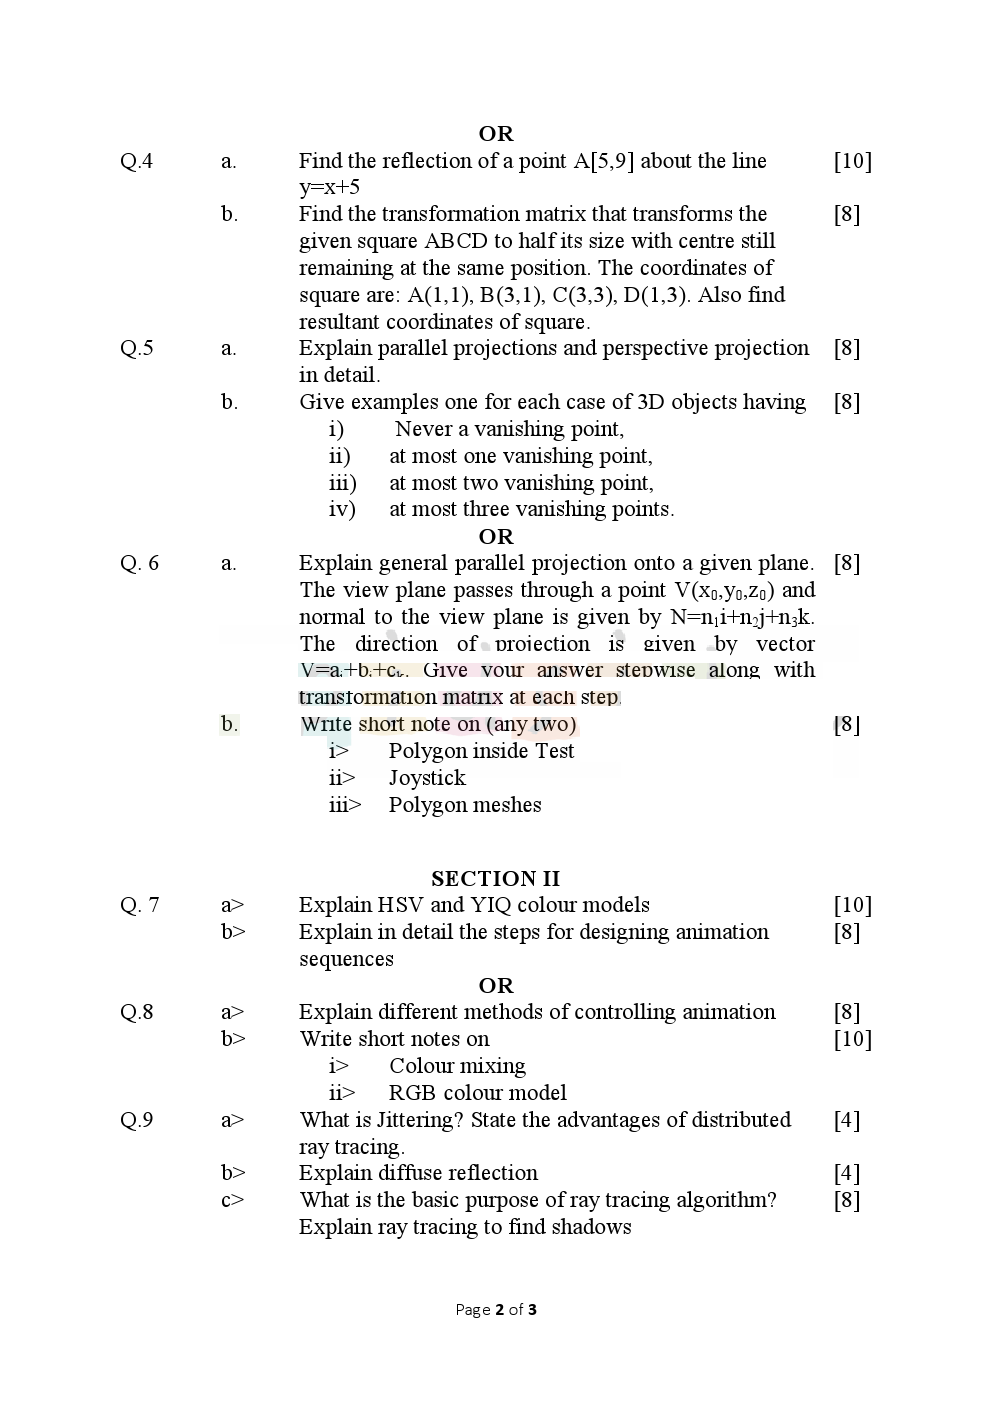 OR
Q.4 a. Find the reflection of a point A[5,9] about the line [10]
y=x+5
b. Find the transformation matrix that transforms the [8]
given square ABCD to half its size with centre still
remaining at the same position. The coordinates of
square are: A(1,1), B(3,1), C(3,3), D(1,3). Also find
resultant coordinates of square.
Q.5 a. Explain parallel projections and perspective projection [8]
in detail.
b. Give examples one for each case of 3D objects having [8]
i) Never a vanishing point,
ii) at most one vanishing point,
iii) at most two vanishing point,
iv) at most three vanishing points.
OR
Q. 6 a. Explain general parallel projection onto a given plane. [8]
The view plane passes through a point V(x₀,y₀,z₀) and
normal to the view plane is given by N=n₁i+n₂j+n₃k.
The direction of projection is given by vector
V=aᵢ+bⱼ+cₖ. Give your answer stepwise along with
transformation matrix at each step.
b. Write short note on (any two) [8]
i> Polygon inside Test
ii> Joystick
iii> Polygon meshes
SECTION II
Q. 7 a> Explain HSV and YIQ colour models [10]
b> Explain in detail the steps for designing animation [8]
sequences
OR
Q.8 a> Explain different methods of controlling animation [8]
b> Write short notes on [10]
i> Colour mixing
ii> RGB colour model
Q.9 a> What is Jittering? State the advantages of distributed [4]
ray tracing.
b> Explain diffuse reflection [4]
c> What is the basic purpose of ray tracing algorithm? [8]
Explain ray tracing to find shadows
Page 2 of 3